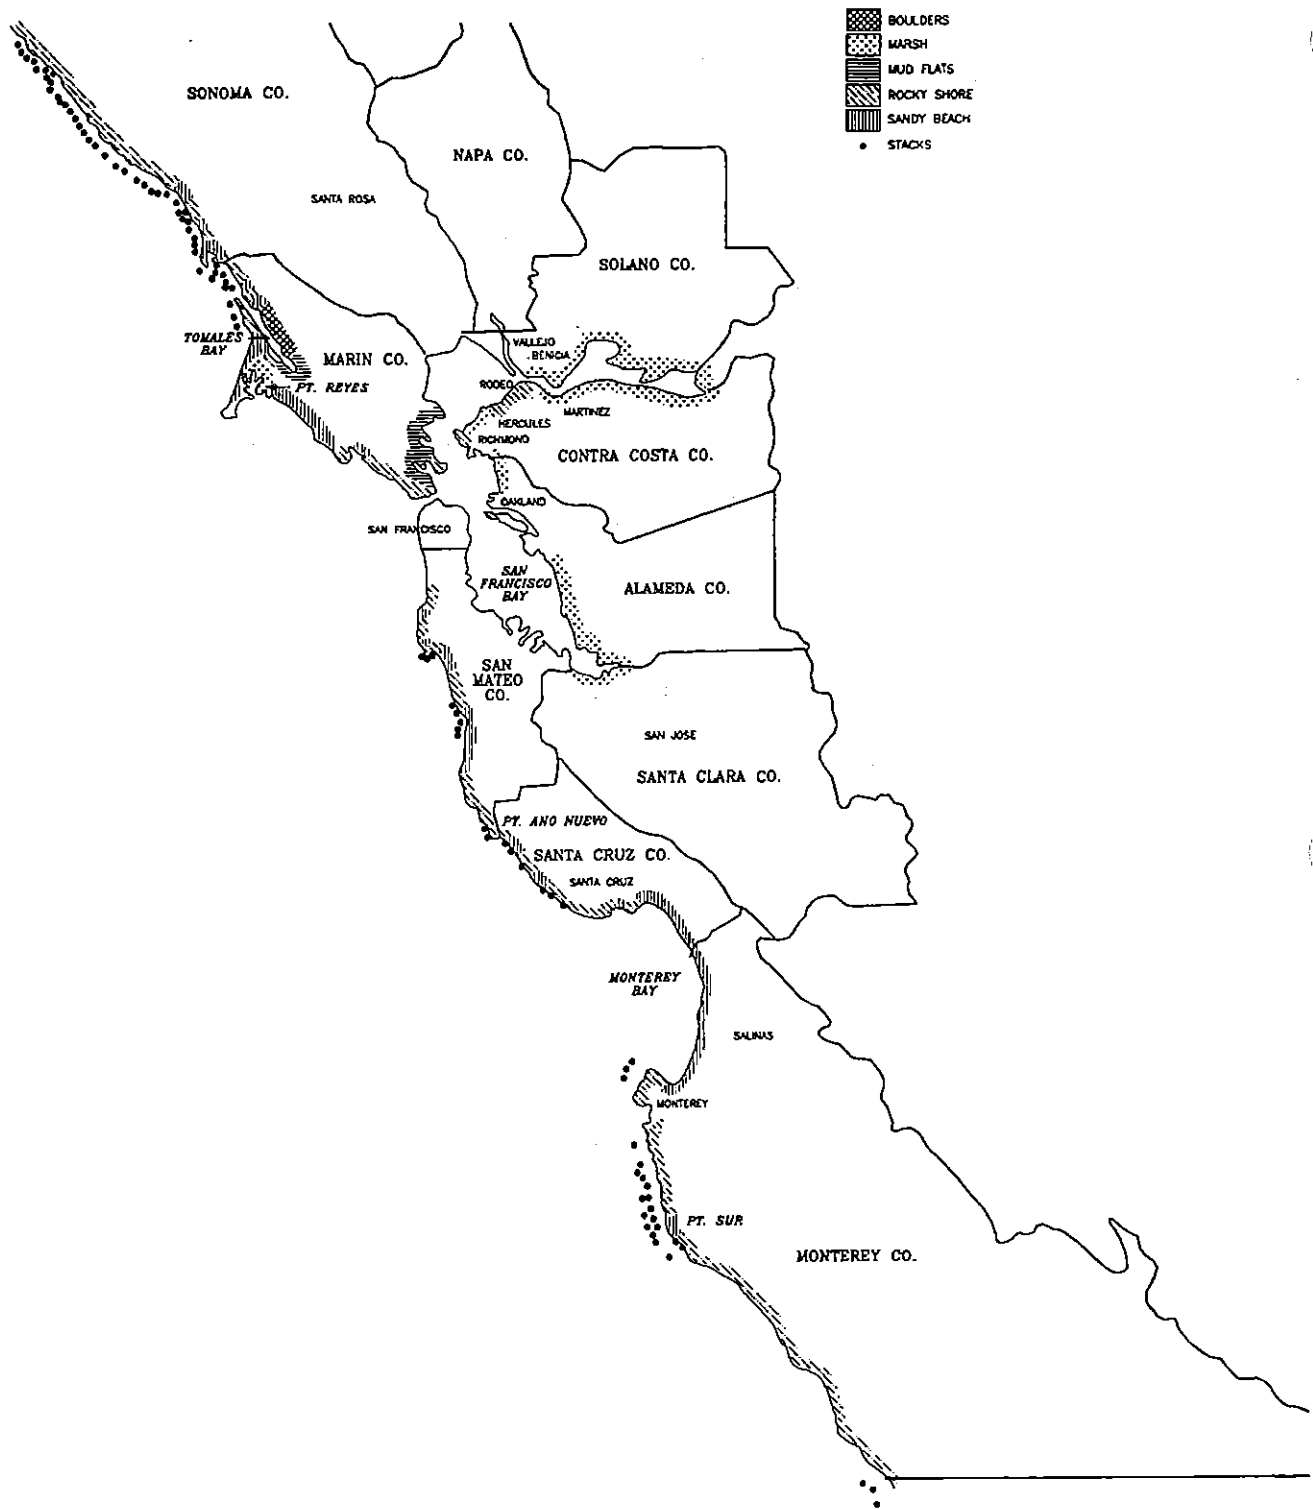 BOULDERS
MARSH
MUD FLATS
ROCKY SHORE
SANDY BEACH
STACKS
SONOMA CO.
NAPA CO.
SANTA ROSA
SOLANO CO.
TOMALES
BAY
VALLEJO
BENICIA
MARIN CO.
PT. REYES
RODEO
MARTINEZ
HERCULES
RICHMOND
CONTRA COSTA CO.
OAKLAND
SAN FRANCISCO
SAN
FRANCISCO
BAY
ALAMEDA CO.
SAN
MATEO
CO.
SAN JOSE
SANTA CLARA CO.
PT. ANO NUEVO
SANTA CRUZ CO.
SANTA CRUZ
MONTEREY
BAY
SALINAS
MONTEREY
PT. SUR
MONTEREY CO.